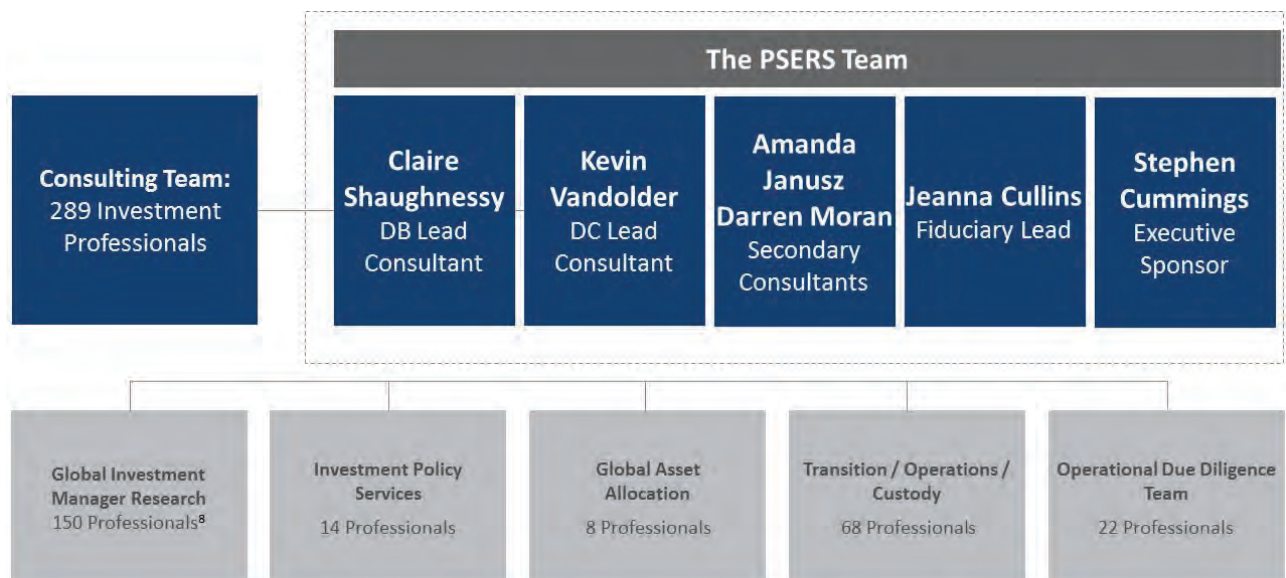 The PSERS Team
Consulting Team:
289 Investment
Professionals
Claire
Shaughnessy
DB Lead
Consultant
Kevin
Vandolder
DC Lead
Consultant
Amanda
Janusz
Darren Moran
Secondary
Consultants
Jeanna Cullins
Fiduciary Lead
Stephen
Cummings
Executive
Sponsor
Global Investment
Manager Research
150 Professionals⁸
Investment Policy
Services
14 Professionals
Global Asset
Allocation
8 Professionals
Transition / Operations /
Custody
68 Professionals
Operational Due Diligence
Team
22 Professionals